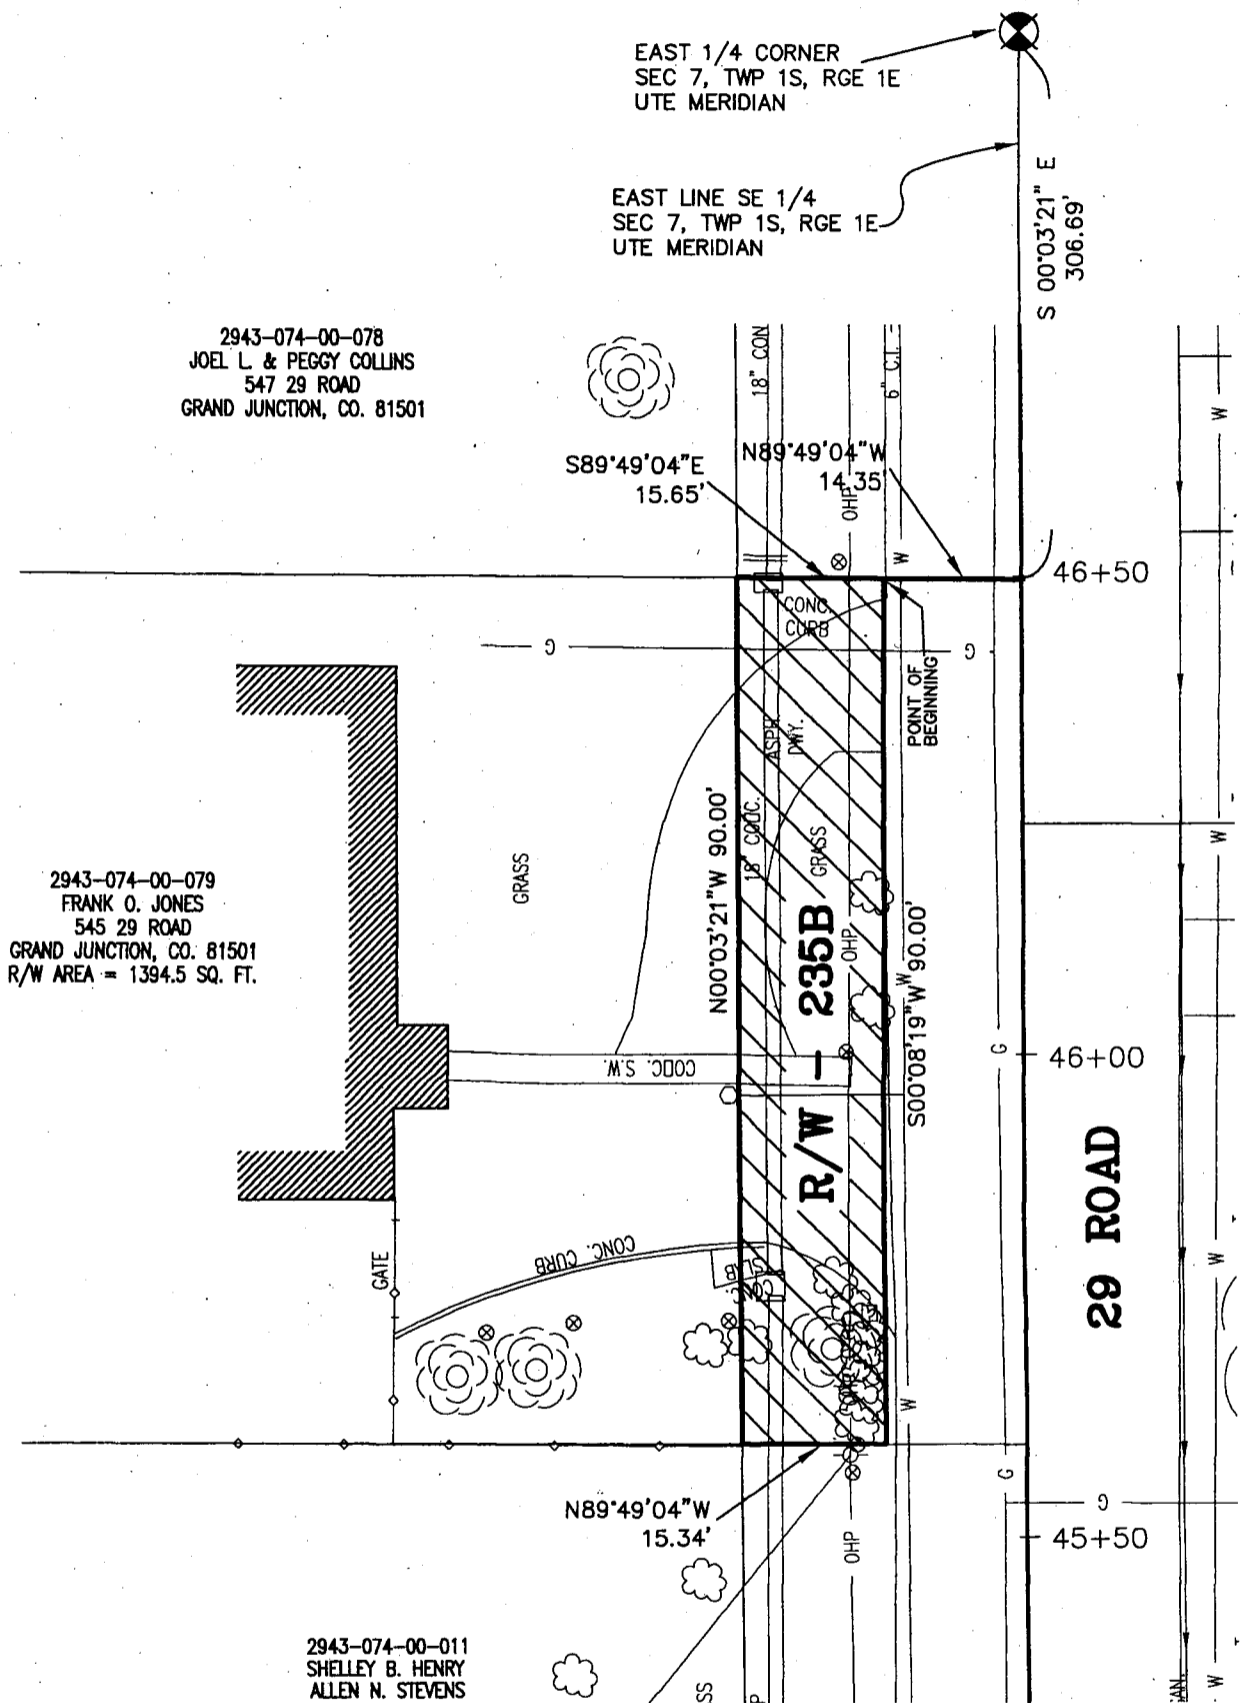 EAST 1/4 CORNER
SEC 7, TWP 1S, RGE 1E
UTE MERIDIAN
EAST LINE SE 1/4
SEC 7, TWP 1S, RGE 1E
UTE MERIDIAN
S 00°03'21" E
306.69'
2943-074-00-078
JOEL L. & PEGGY COLLINS
547 29 ROAD
GRAND JUNCTION, CO. 81501
18" CON
6" C.I. =
W
S89°49'04"E
15.65'
N89°49'04"W
14.35'
OHP
W
46+50
CONC.
CURB
G
G
POINT OF
BEGINNING
ASPH.
DWY.
N00°03'21"W 90.00'
18" CONC.
GRASS
GRASS
W
2943-074-00-079
FRANK O. JONES
545 29 ROAD
GRAND JUNCTION, CO. 81501
R/W AREA = 1394.5 SQ. FT.
R/W - 235B
OHP
W
S00°08'19"W 90.00'
CONC. S.W.
G
46+00
29 ROAD
CONC. CURB
GATE
CONC.
SLAB
OHP
W
W
N89°49'04"W
15.34'
G
G
45+50
OHP
2943-074-00-011
SHELLEY B. HENRY
ALLEN N. STEVENS
SS
P
W